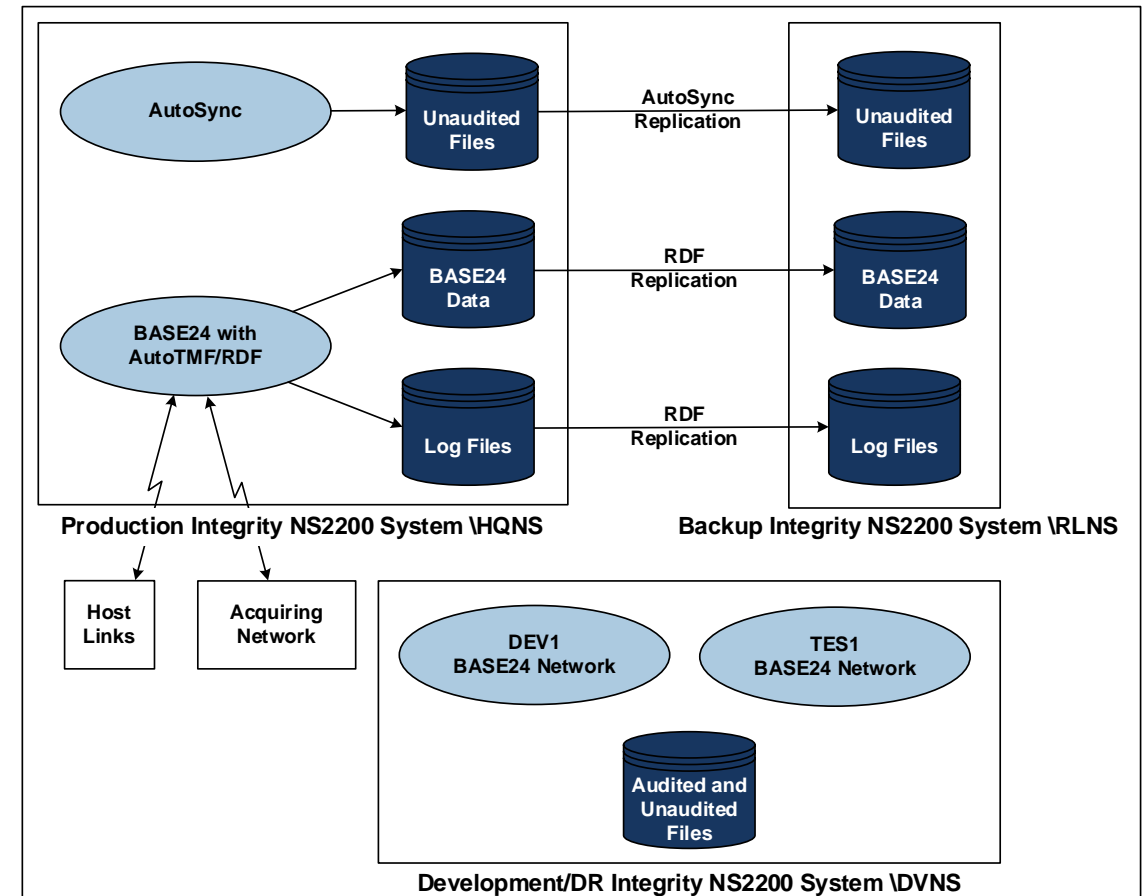 AutoSync
Unaudited
Files
AutoSync
Replication
Unaudited
Files
BASE24
Data
RDF
Replication
BASE24
Data
BASE24 with
AutoTMF/RDF
Log Files
RDF
Replication
Log Files
Production Integrity NS2200 System \HQNS
Backup Integrity NS2200 System \RLNS
Host
Links
Acquiring
Network
DEV1
BASE24 Network
TES1
BASE24 Network
Audited and
Unaudited
Files
Development/DR Integrity NS2200 System \DVNS